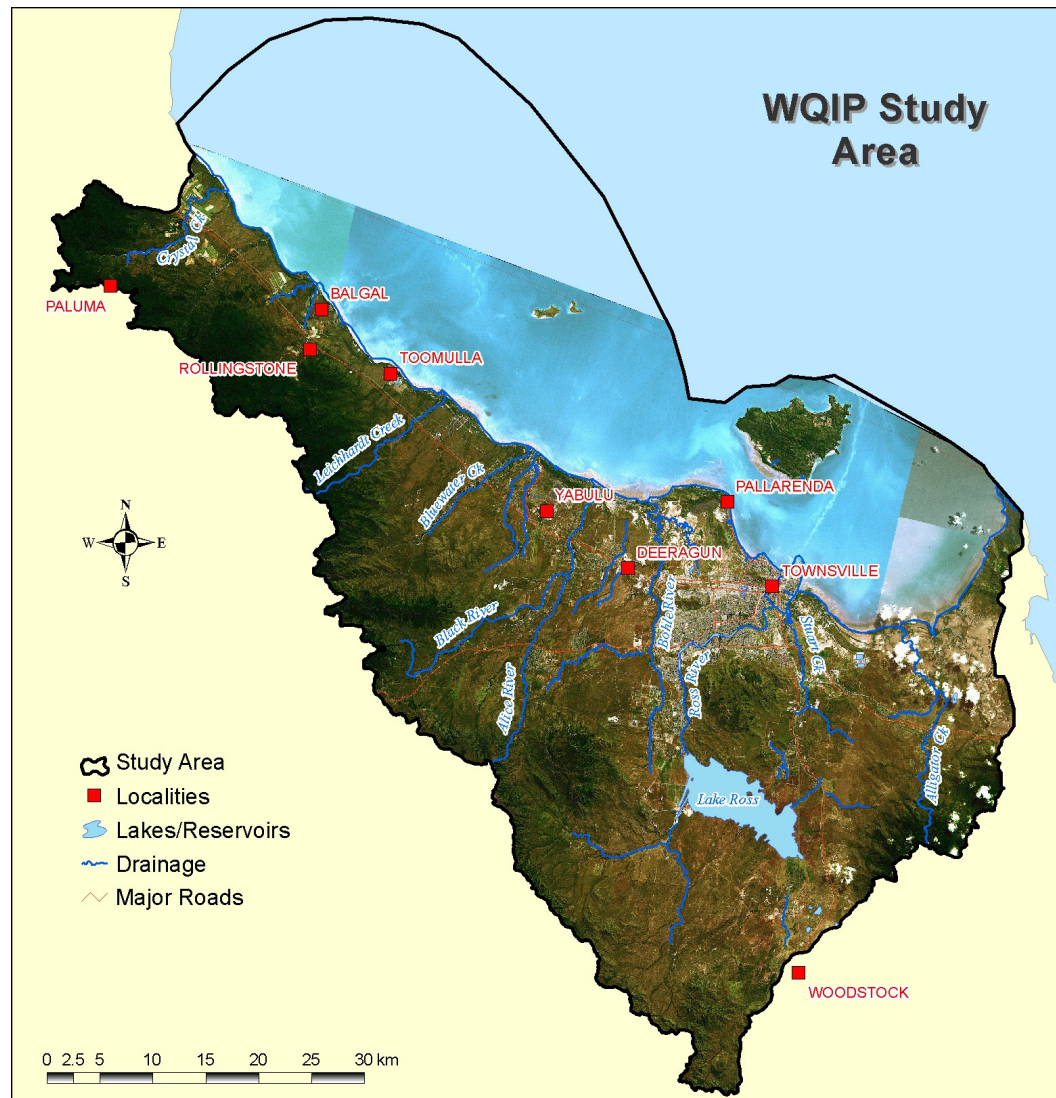 WQIP Study
Area
Crystal Ck
PALUMA
BALGAL
ROLLINGSTONE
TOOMULLA
Leichhardt Creek
Bluewater Ck
YABULU
PALLARENDA
DEERAGUN
TOWNSVILLE
Black River
Bohle River
Stuart Ck
Ross River
Alice River
Alligator Ck
Lake Ross
WOODSTOCK
N
W
E
S
Study Area
Localities
Lakes/Reservoirs
Drainage
Major Roads
0 2.5 5 10 15 20 25 30 km